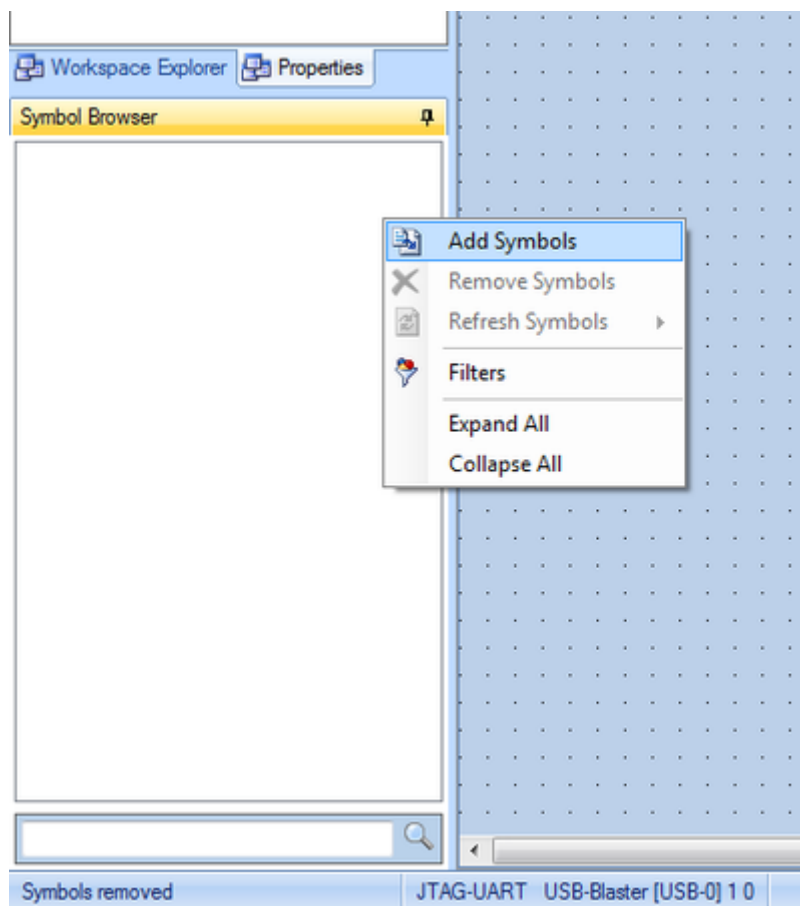 Workspace Explorer Properties
Symbol Browser
Add Symbols
Remove Symbols
Refresh Symbols
Filters
Expand All
Collapse All
Symbols removed JTAG-UART USB-Blaster [USB-0] 1 0